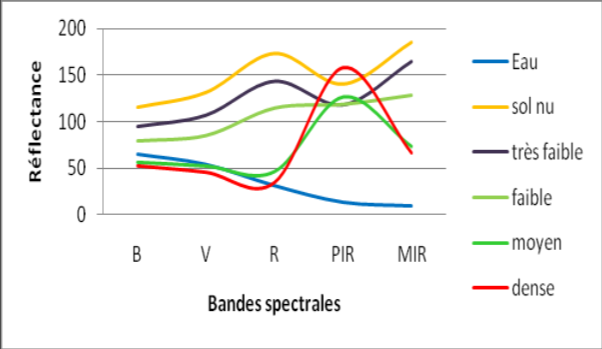 200
150
100
50
0
Réflectance
B V R PIR MIR
Bandes spectrales
Eau
sol nu
très faible
faible
moyen
dense